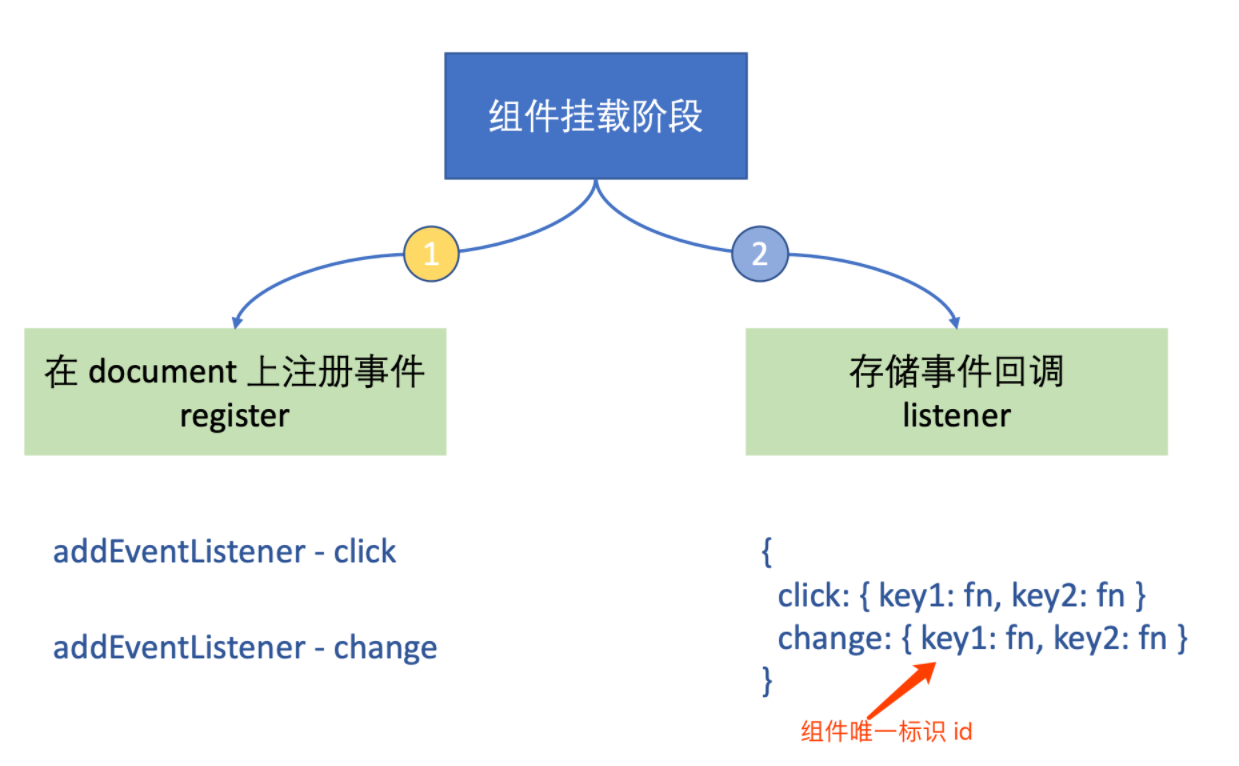 组件挂载阶段
1
2
在 document 上注册事件
register
存储事件回调
listener
addEventListener - click
addEventListener - change
{
click: { key1: fn, key2: fn }
change: { key1: fn, key2: fn }
}
组件唯一标识 id